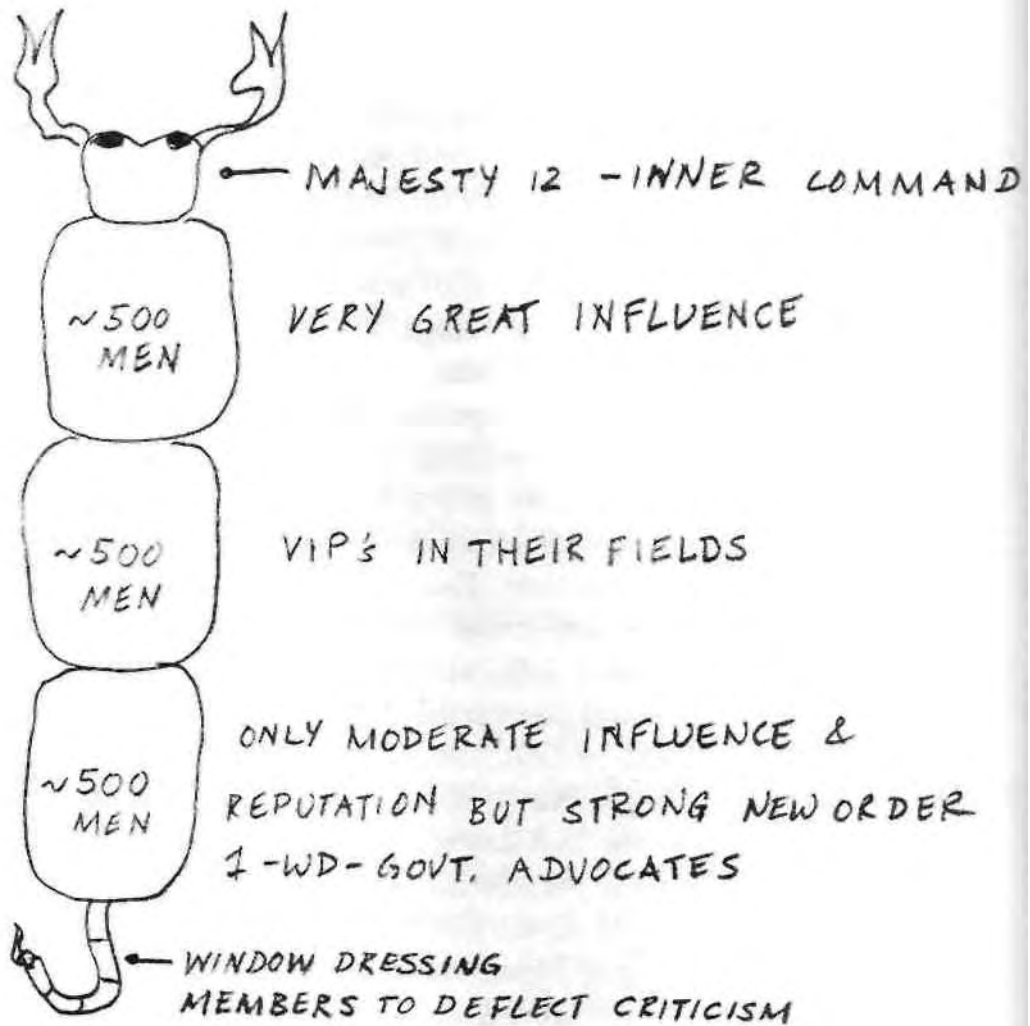 MAJESTY 12 - INNER COMMAND
~500
MEN
VERY GREAT INFLUENCE
~500
MEN
VIP's IN THEIR FIELDS
~500
MEN
ONLY MODERATE INFLUENCE &
REPUTATION BUT STRONG NEW ORDER
1-WD-GOVT. ADVOCATES
WINDOW DRESSING
MEMBERS TO DEFLECT CRITICISM